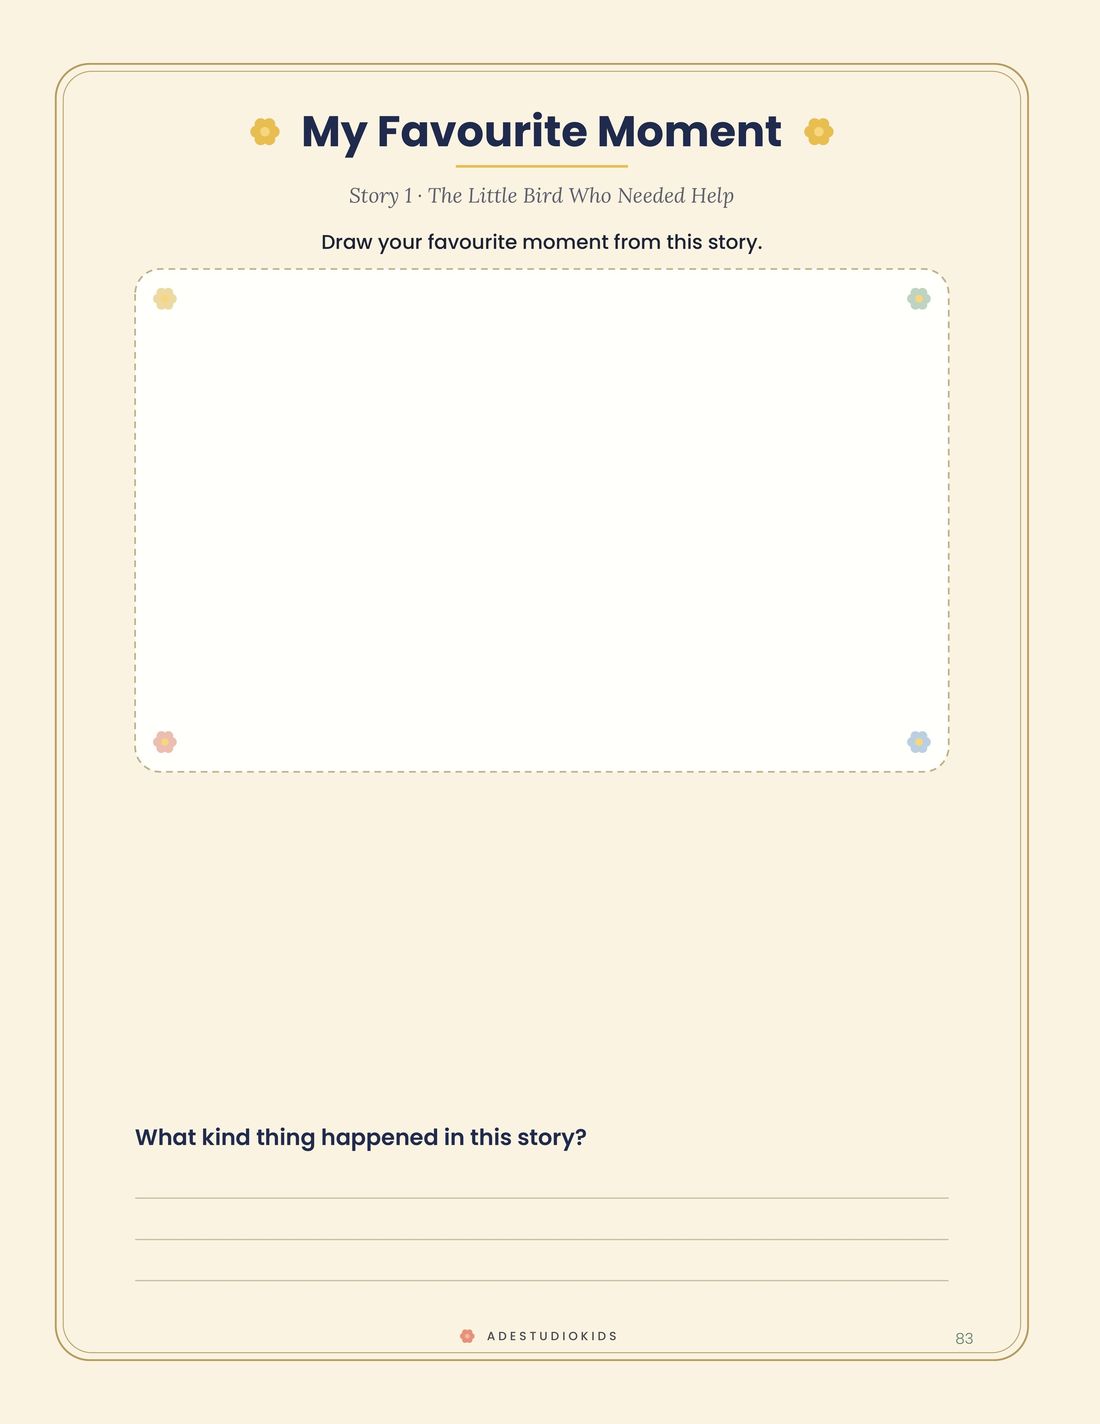 My Favourite Moment
Story 1 · The Little Bird Who Needed Help
Draw your favourite moment from this story.
What kind thing happened in this story?
ADESTUDIOKIDS
83